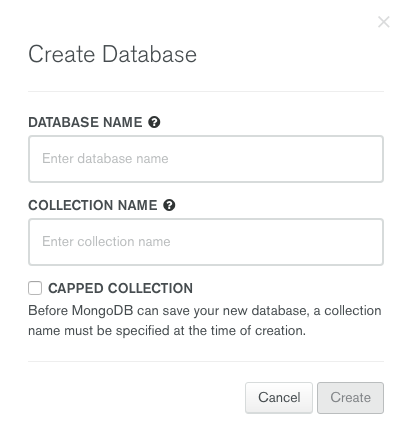 Create Database
DATABASE NAME
Enter database name
COLLECTION NAME
Enter collection name
CAPPED COLLECTION
Before MongoDB can save your new database, a collection
name must be specified at the time of creation.
Cancel
Create